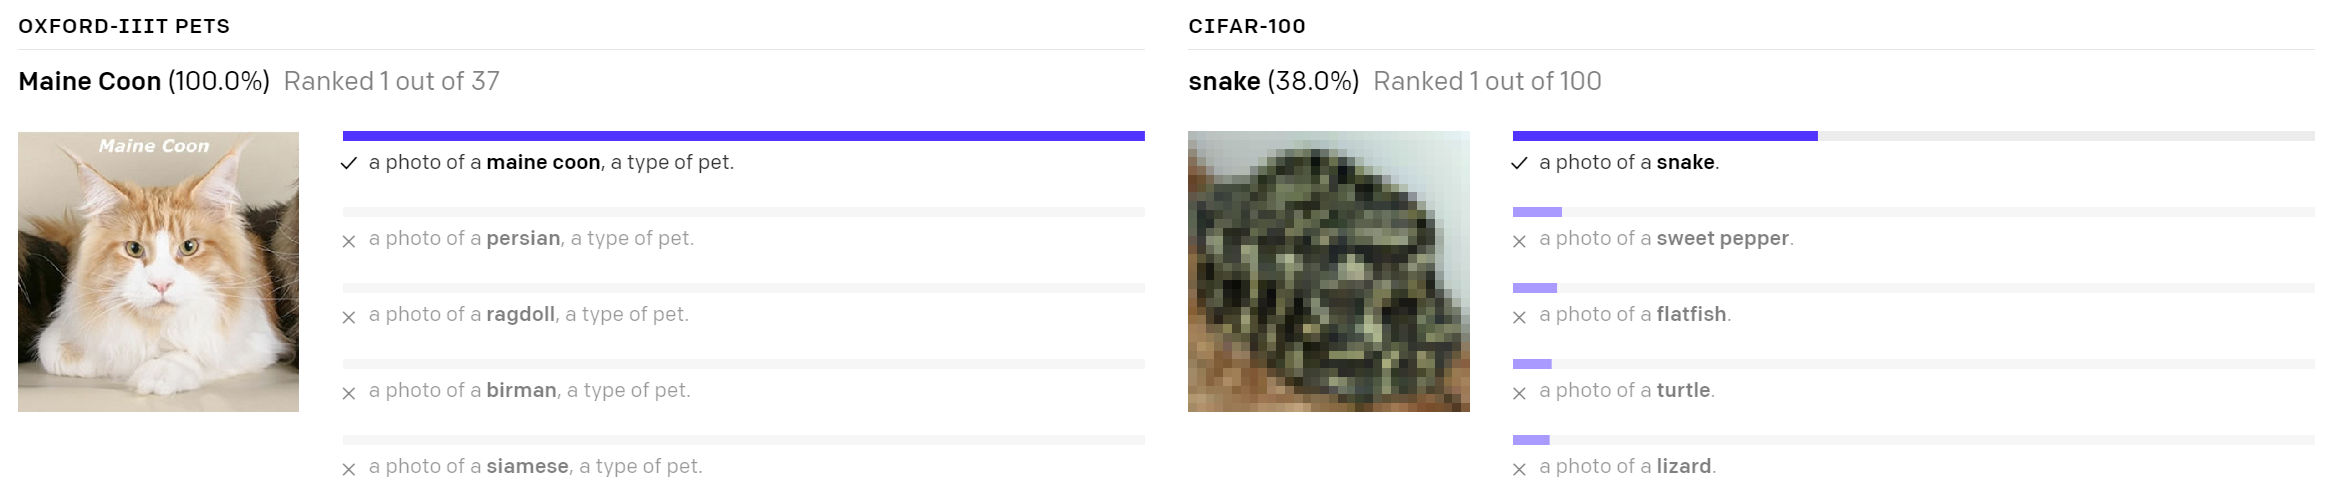 OXFORD-IIIT PETS
Maine Coon (100.0%) Ranked 1 out of 37
Maine Coon
a photo of a maine coon, a type of pet.
a photo of a persian, a type of pet.
a photo of a ragdoll, a type of pet.
a photo of a birman, a type of pet.
a photo of a siamese, a type of pet.
CIFAR-100
snake (38.0%) Ranked 1 out of 100
a photo of a snake.
a photo of a sweet pepper.
a photo of a flatfish.
a photo of a turtle.
a photo of a lizard.